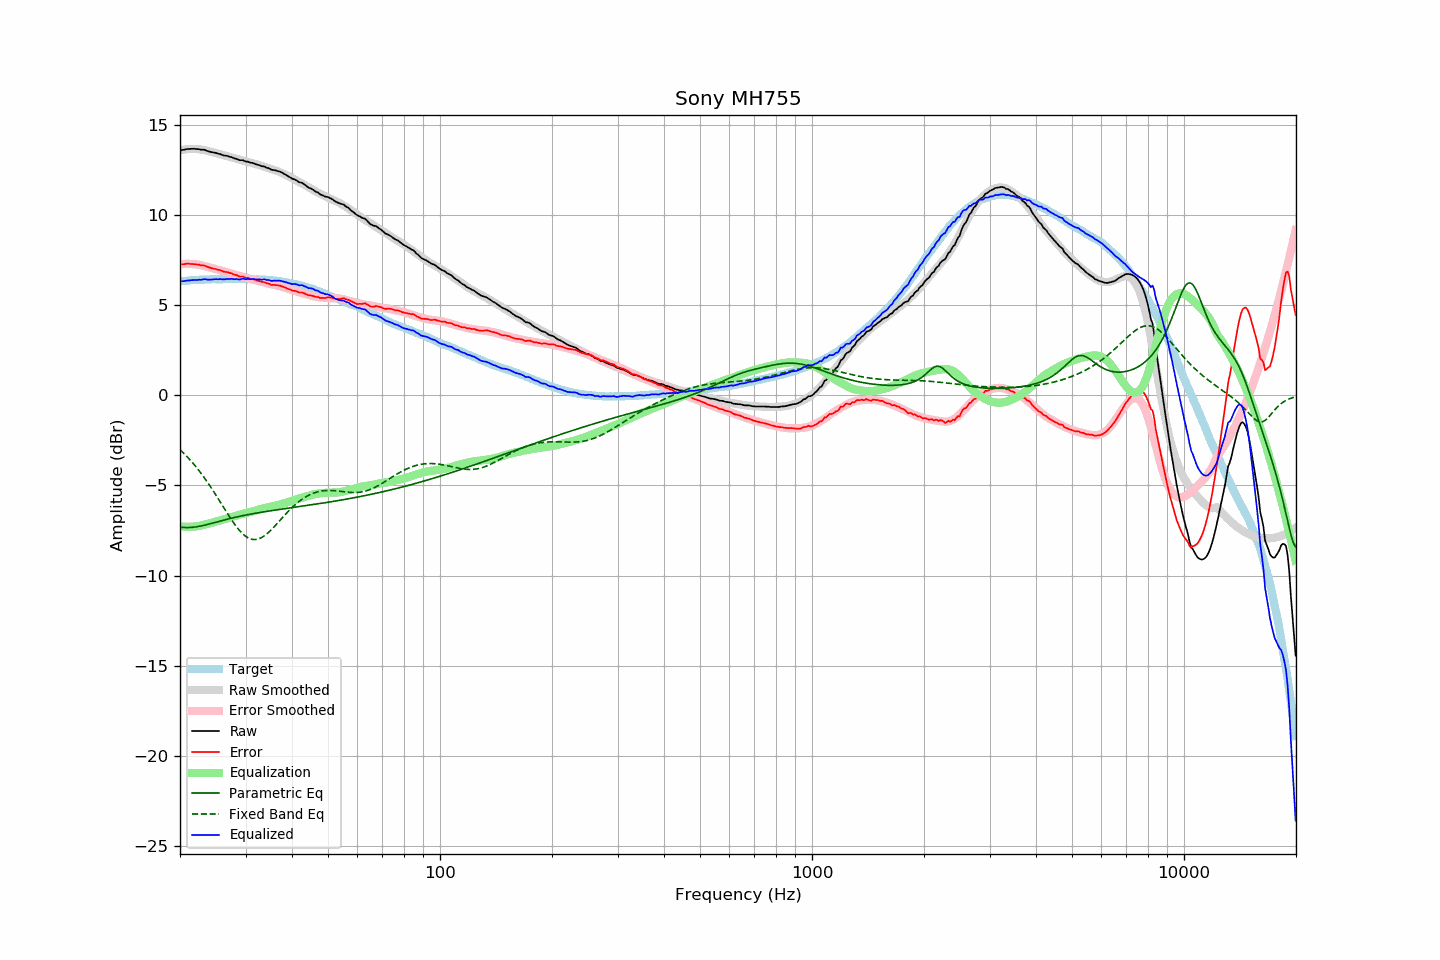 Sony MH755
Amplitude (dBr)
15
10
5
0
−5
−10
−15
−20
−25
Target
Raw Smoothed
Error Smoothed
Raw
Error
Equalization
Parametric Eq
Fixed Band Eq
Equalized
100
1000
10000
Frequency (Hz)